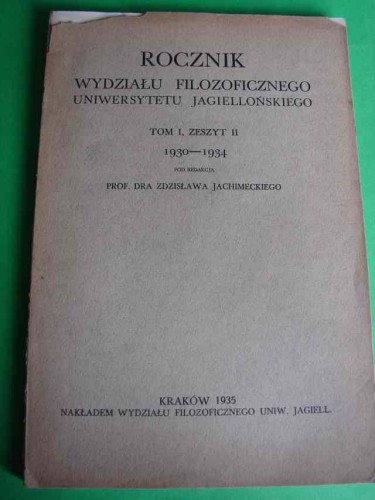 ROCZNIK
WYDZIAŁU FILOZOFICZNEGO
UNIWERSYTETU JAGIELLOŃSKIEGO
TOM I, ZESZYT II
1930—1934
POD REDAKCJĄ
PROF. DRA ZDZISŁAWA JACHIMECKIEGO
KRAKÓW 1935
NAKŁADEM WYDZIAŁU FILOZOFICZNEGO UNIW. JAGIELL.